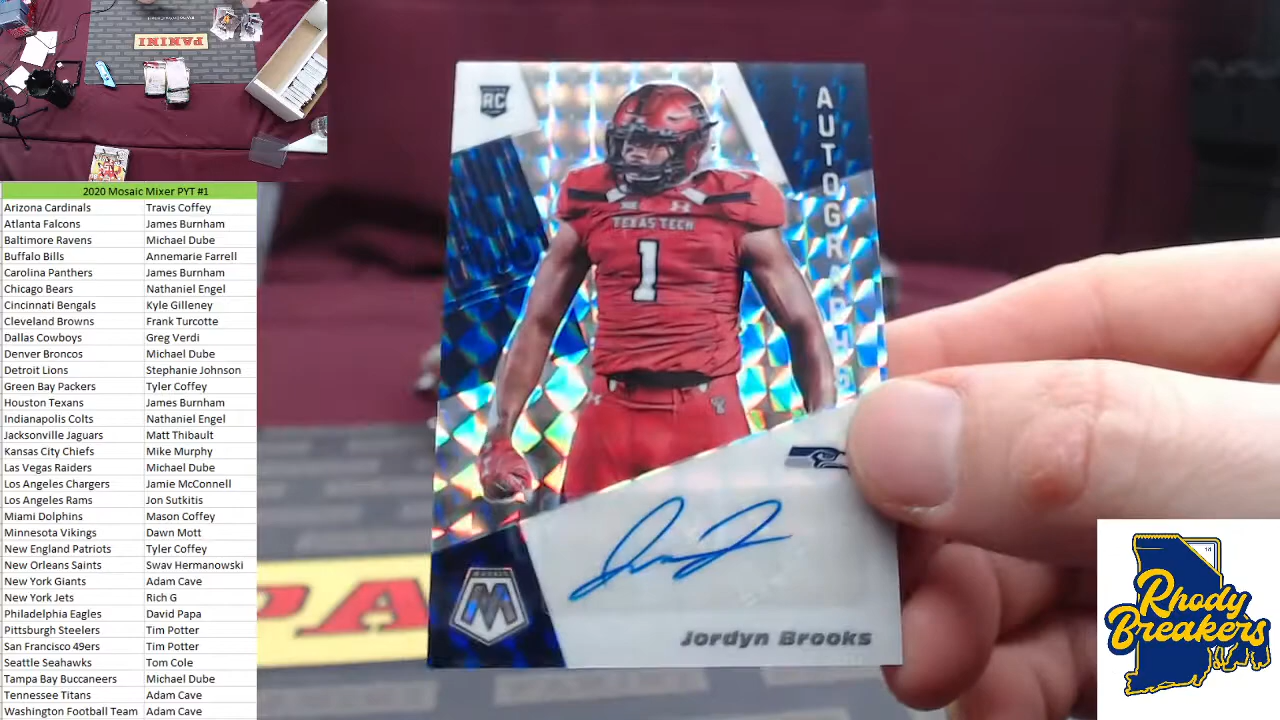 PANINI
2020 Mosaic Mixer PYT #1
Arizona Cardinals Travis Coffey
Atlanta Falcons James Burnham
Baltimore Ravens Michael Dube
Buffalo Bills Annemarie Farrell
Carolina Panthers James Burnham
Chicago Bears Nathaniel Engel
Cincinnati Bengals Kyle Gilleney
Cleveland Browns Frank Turcotte
Dallas Cowboys Greg Verdi
Denver Broncos Michael Dube
Detroit Lions Stephanie Johnson
Green Bay Packers Tyler Coffey
Houston Texans James Burnham
Indianapolis Colts Nathaniel Engel
Jacksonville Jaguars Matt Thibault
Kansas City Chiefs Mike Murphy
Las Vegas Raiders Michael Dube
Los Angeles Chargers Jamie McConnell
Los Angeles Rams Jon Sutkitis
Miami Dolphins Mason Coffey
Minnesota Vikings Dawn Mott
New England Patriots Tyler Coffey
New Orleans Saints Swav Hermanowski
New York Giants Adam Cave
New York Jets Rich G
Philadelphia Eagles David Papa
Pittsburgh Steelers Tim Potter
San Francisco 49ers Tim Potter
Seattle Seahawks Tom Cole
Tampa Bay Buccaneers Michael Dube
Tennessee Titans Adam Cave
Washington Football Team Adam Cave
RC
AUTOGRAPHS
TEXAS TECH
1
MOSAIC
M
Jordyn Brooks
PA
Rhody
Breakers